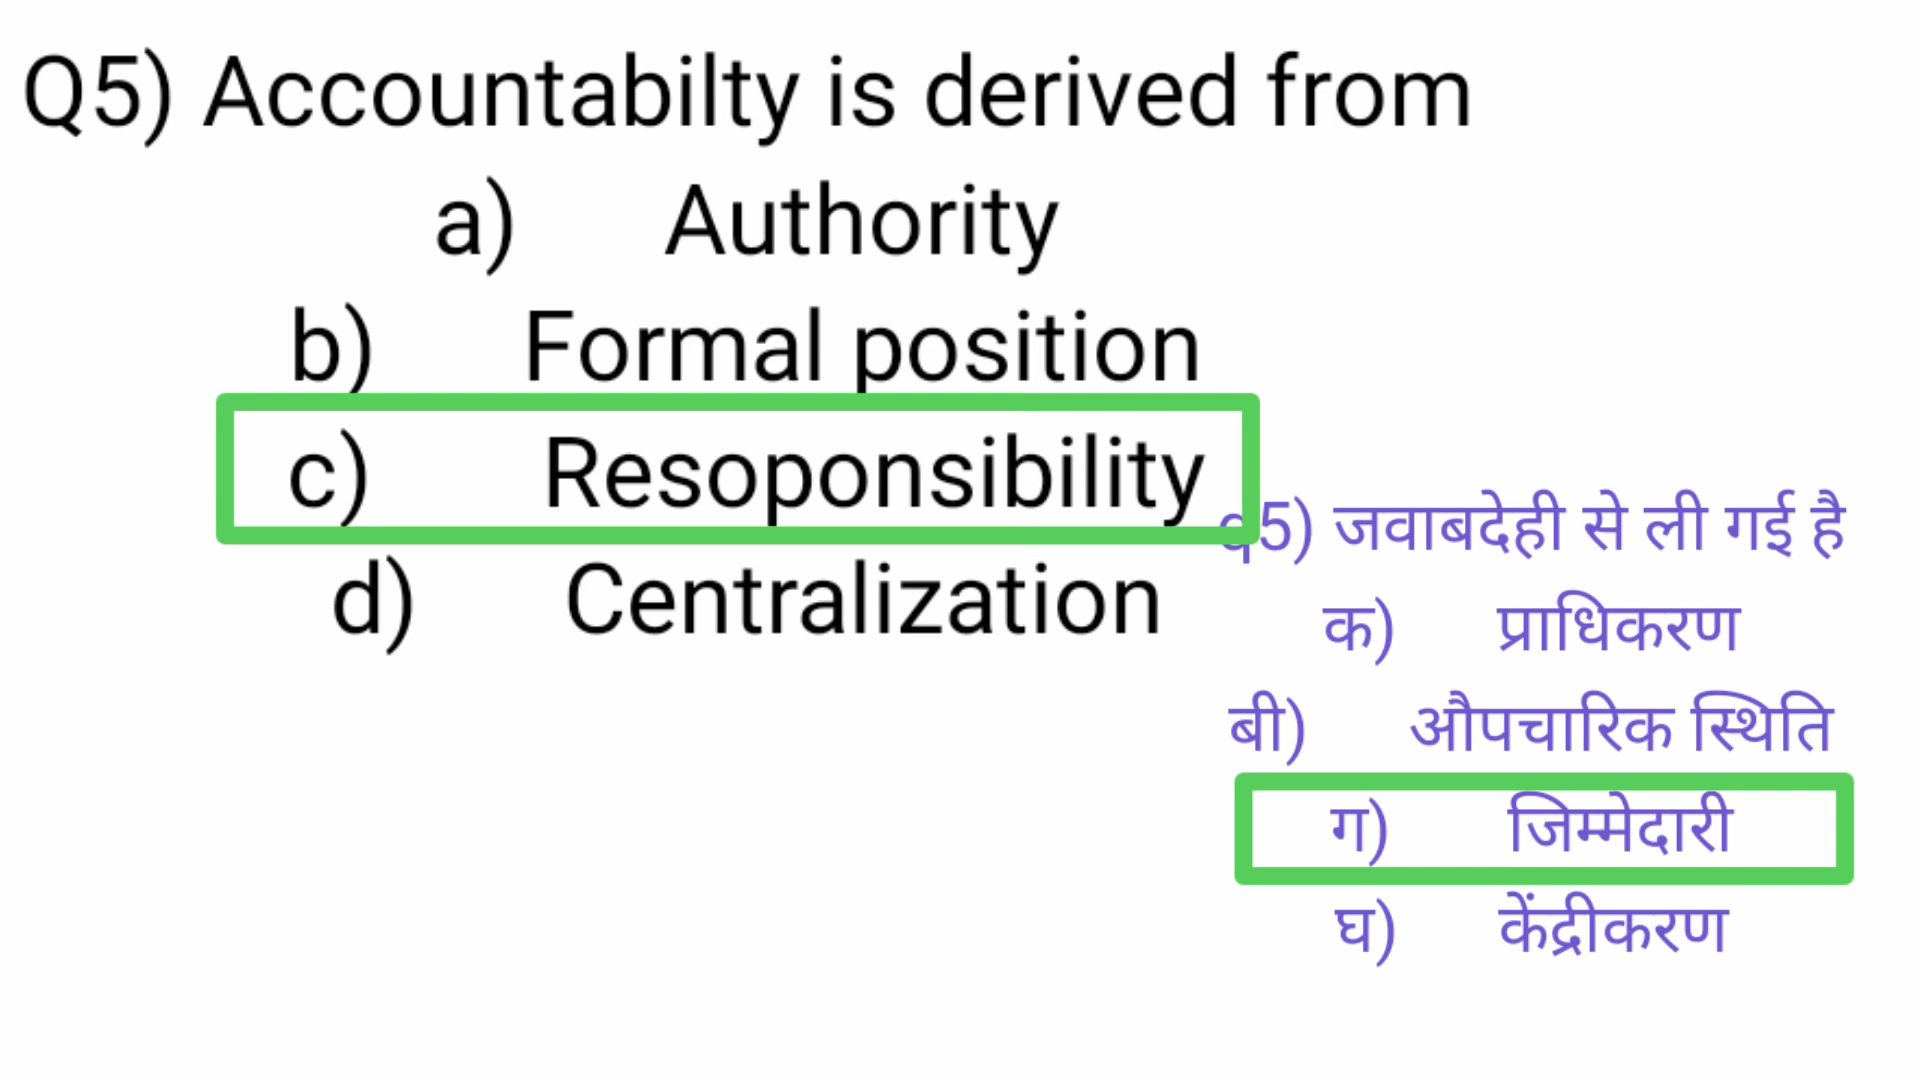 Q5) Accountabilty is derived from
a) Authority
b) Formal position
c) Resoponsibility
d) Centralization
q5) जवाबदेही से ली गई है
क) प्राधिकरण
बी) औपचारिक स्थिति
ग) जिम्मेदारी
घ) केंद्रीकरण